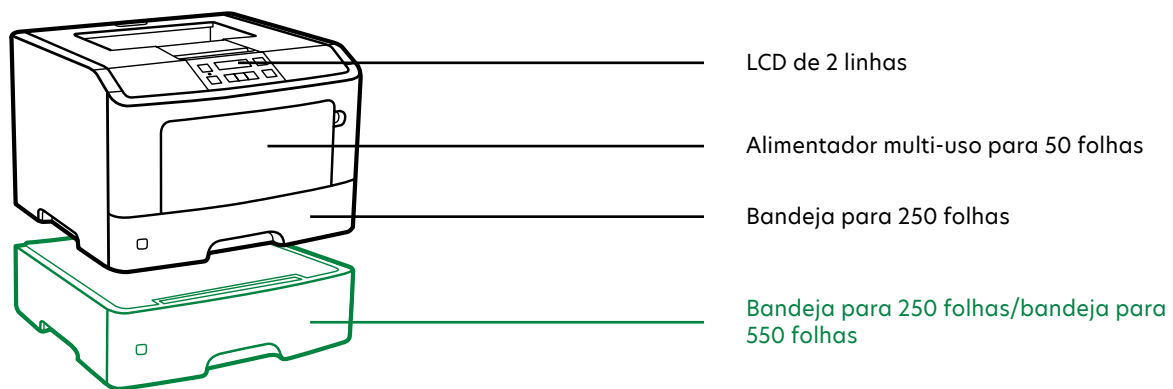 LCD de 2 linhas
Alimentador multi-uso para 50 folhas
Bandeja para 250 folhas
Bandeja para 250 folhas/bandeja para
550 folhas